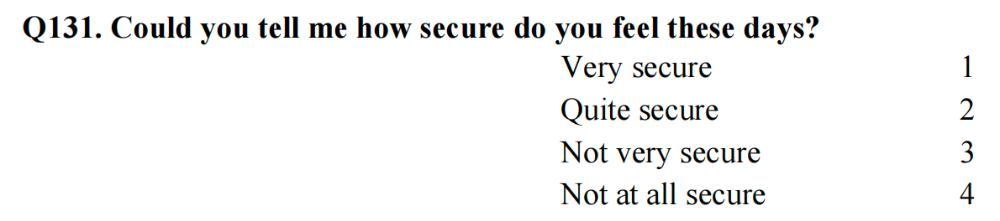 Q131. Could you tell me how secure do you feel these days?
Very secure 1
Quite secure 2
Not very secure 3
Not at all secure 4